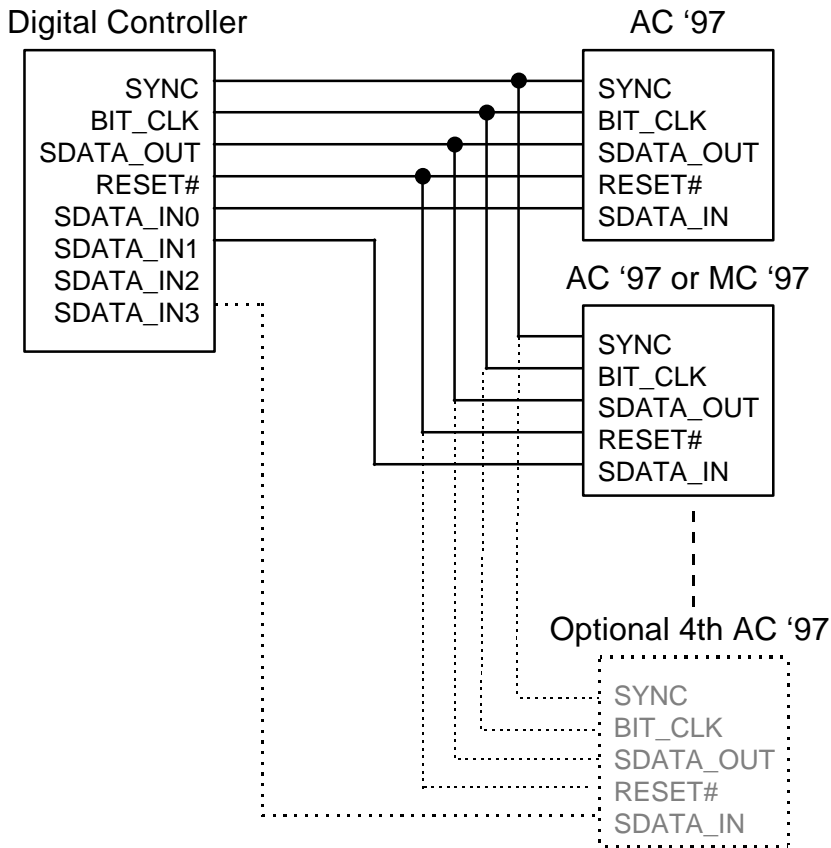 Digital Controller
SYNC
BIT_CLK
SDATA_OUT
RESET#
SDATA_IN0
SDATA_IN1
SDATA_IN2
SDATA_IN3
AC ‘97
SYNC
BIT_CLK
SDATA_OUT
RESET#
SDATA_IN
AC ‘97 or MC ‘97
SYNC
BIT_CLK
SDATA_OUT
RESET#
SDATA_IN
Optional 4th AC ‘97
SYNC
BIT_CLK
SDATA_OUT
RESET#
SDATA_IN